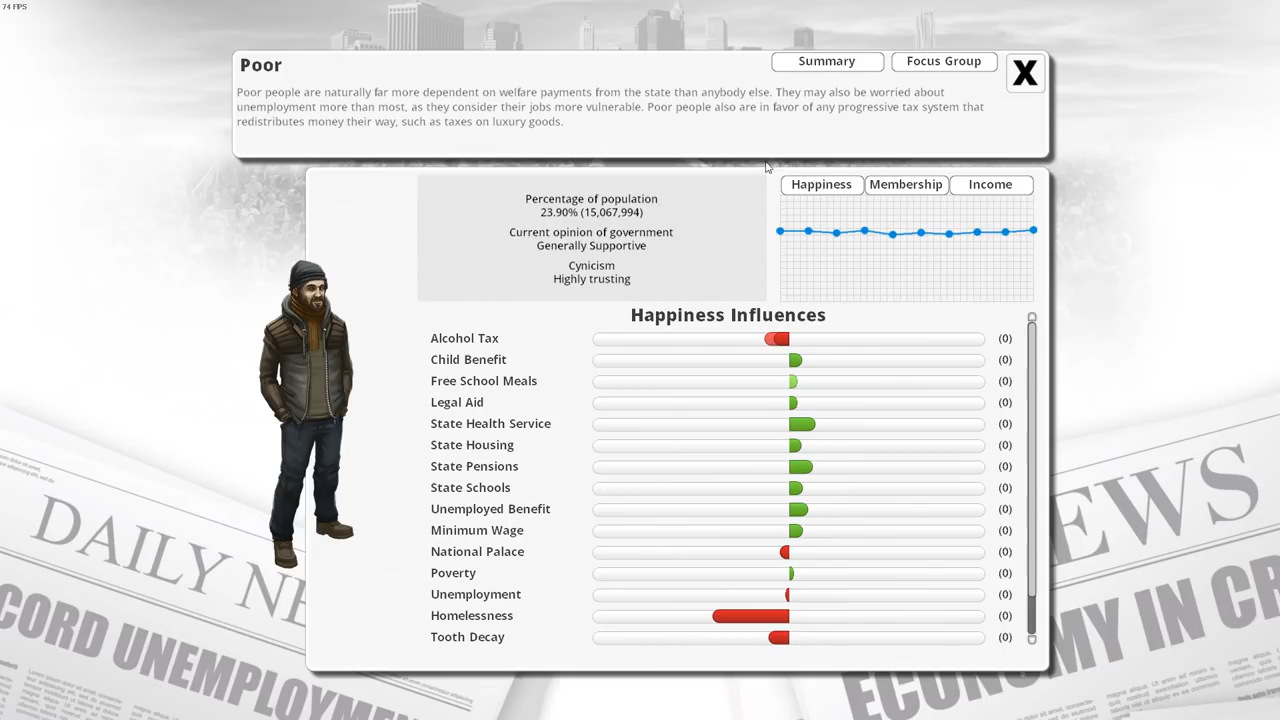 74 FPS
Poor
Summary
Focus Group
X
Poor people are naturally far more dependent on welfare payments from the state than anybody else. They may also be worried about
unemployment more than most, as they consider their jobs more vulnerable. Poor people also are in favor of any progressive tax system that
redistributes money their way, such as taxes on luxury goods.
Percentage of population
23.90% (15,067,994)
Current opinion of government
Generally Supportive
Cynicism
Highly trusting
Happiness
Membership
Income
Happiness Influences
Alcohol Tax (0)
Child Benefit (0)
Free School Meals (0)
Legal Aid (0)
State Health Service (0)
State Housing (0)
State Pensions (0)
State Schools (0)
Unemployed Benefit (0)
Minimum Wage (0)
National Palace (0)
Poverty (0)
Unemployment (0)
Homelessness (0)
Tooth Decay (0)
DAILY NE
CORD UNEMPLOYME
EWS
ECONOMY IN CR